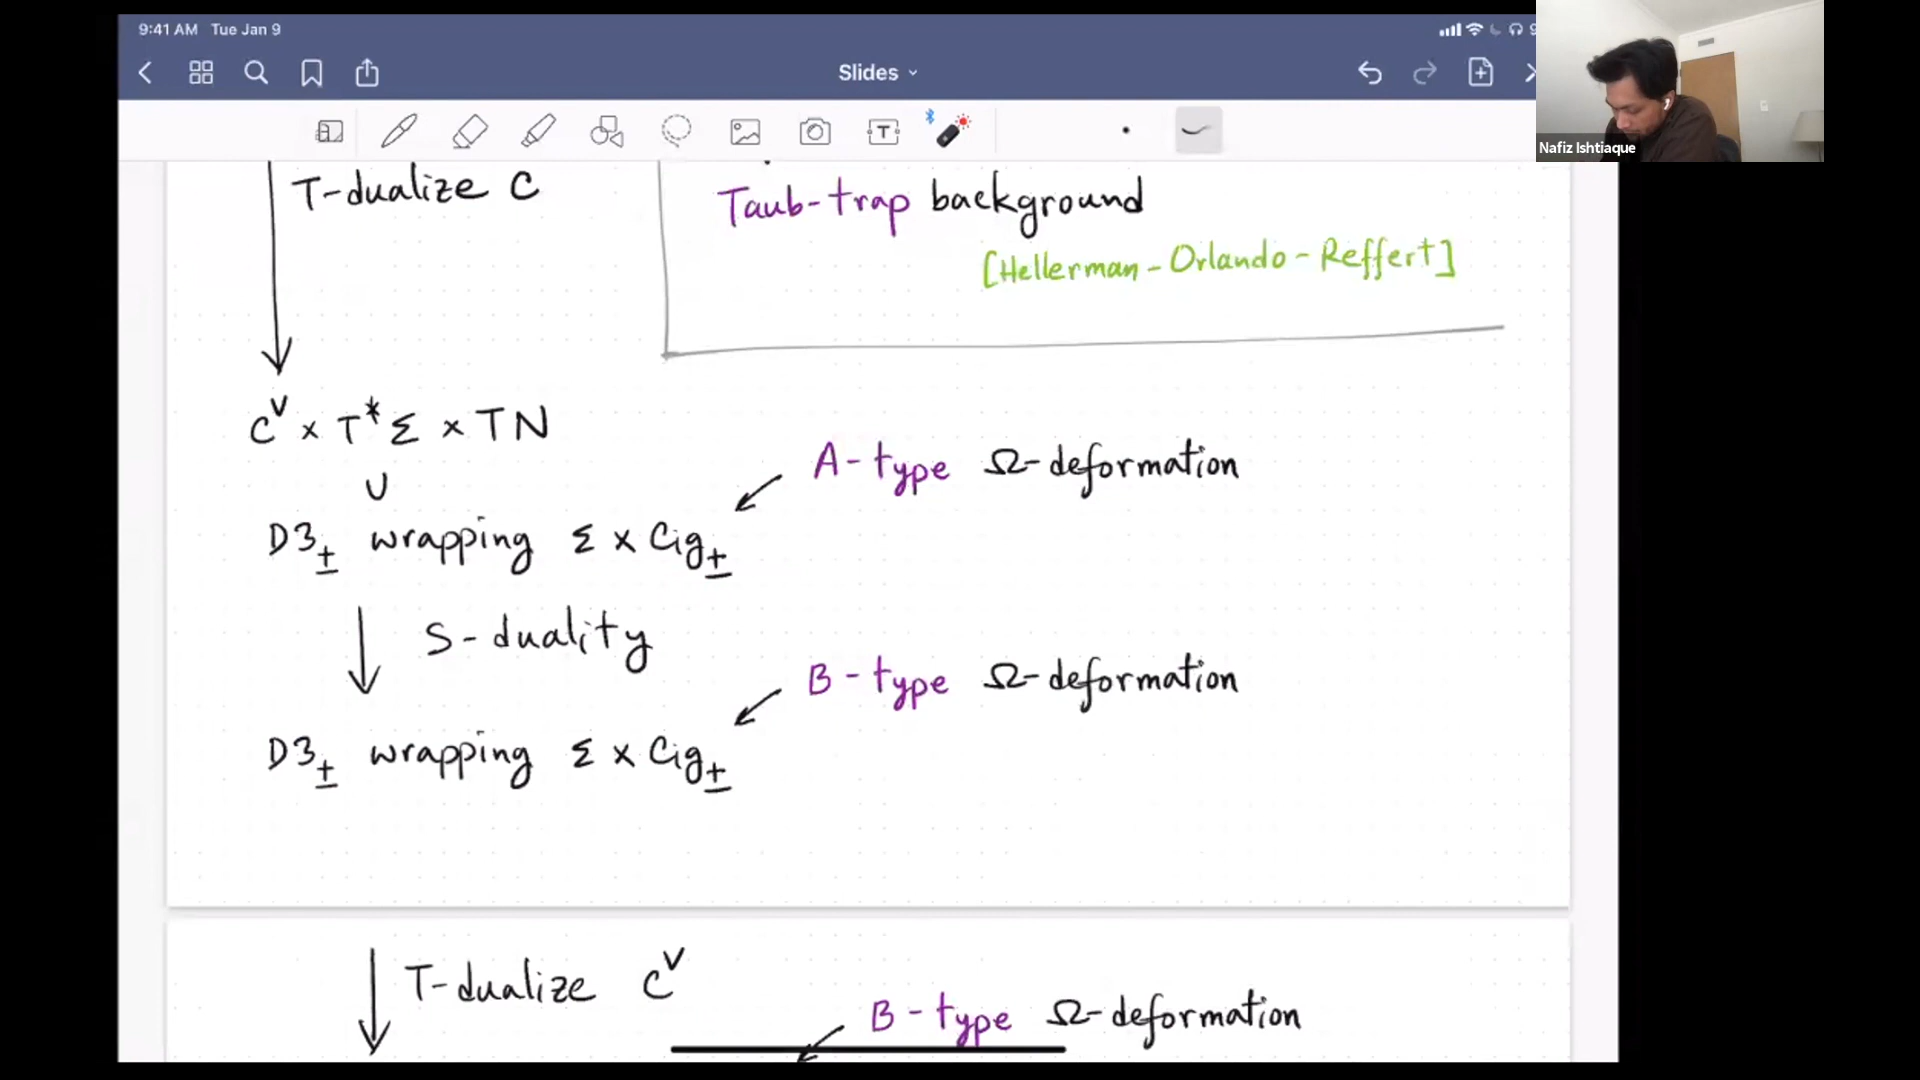 9:41 AM Tue Jan 9
Slides
Nafiz Ishtiaque
T-dualize C
Taub-trap background
[Hellerman-Orlando-Reffert]
C^∨ × T*Σ × TN
∪
A-type Ω-deformation
D3± wrapping Σ × Cig±
S-duality
B-type Ω-deformation
D3± wrapping Σ × Cig±
T-dualize C^∨
B-type Ω-deformation